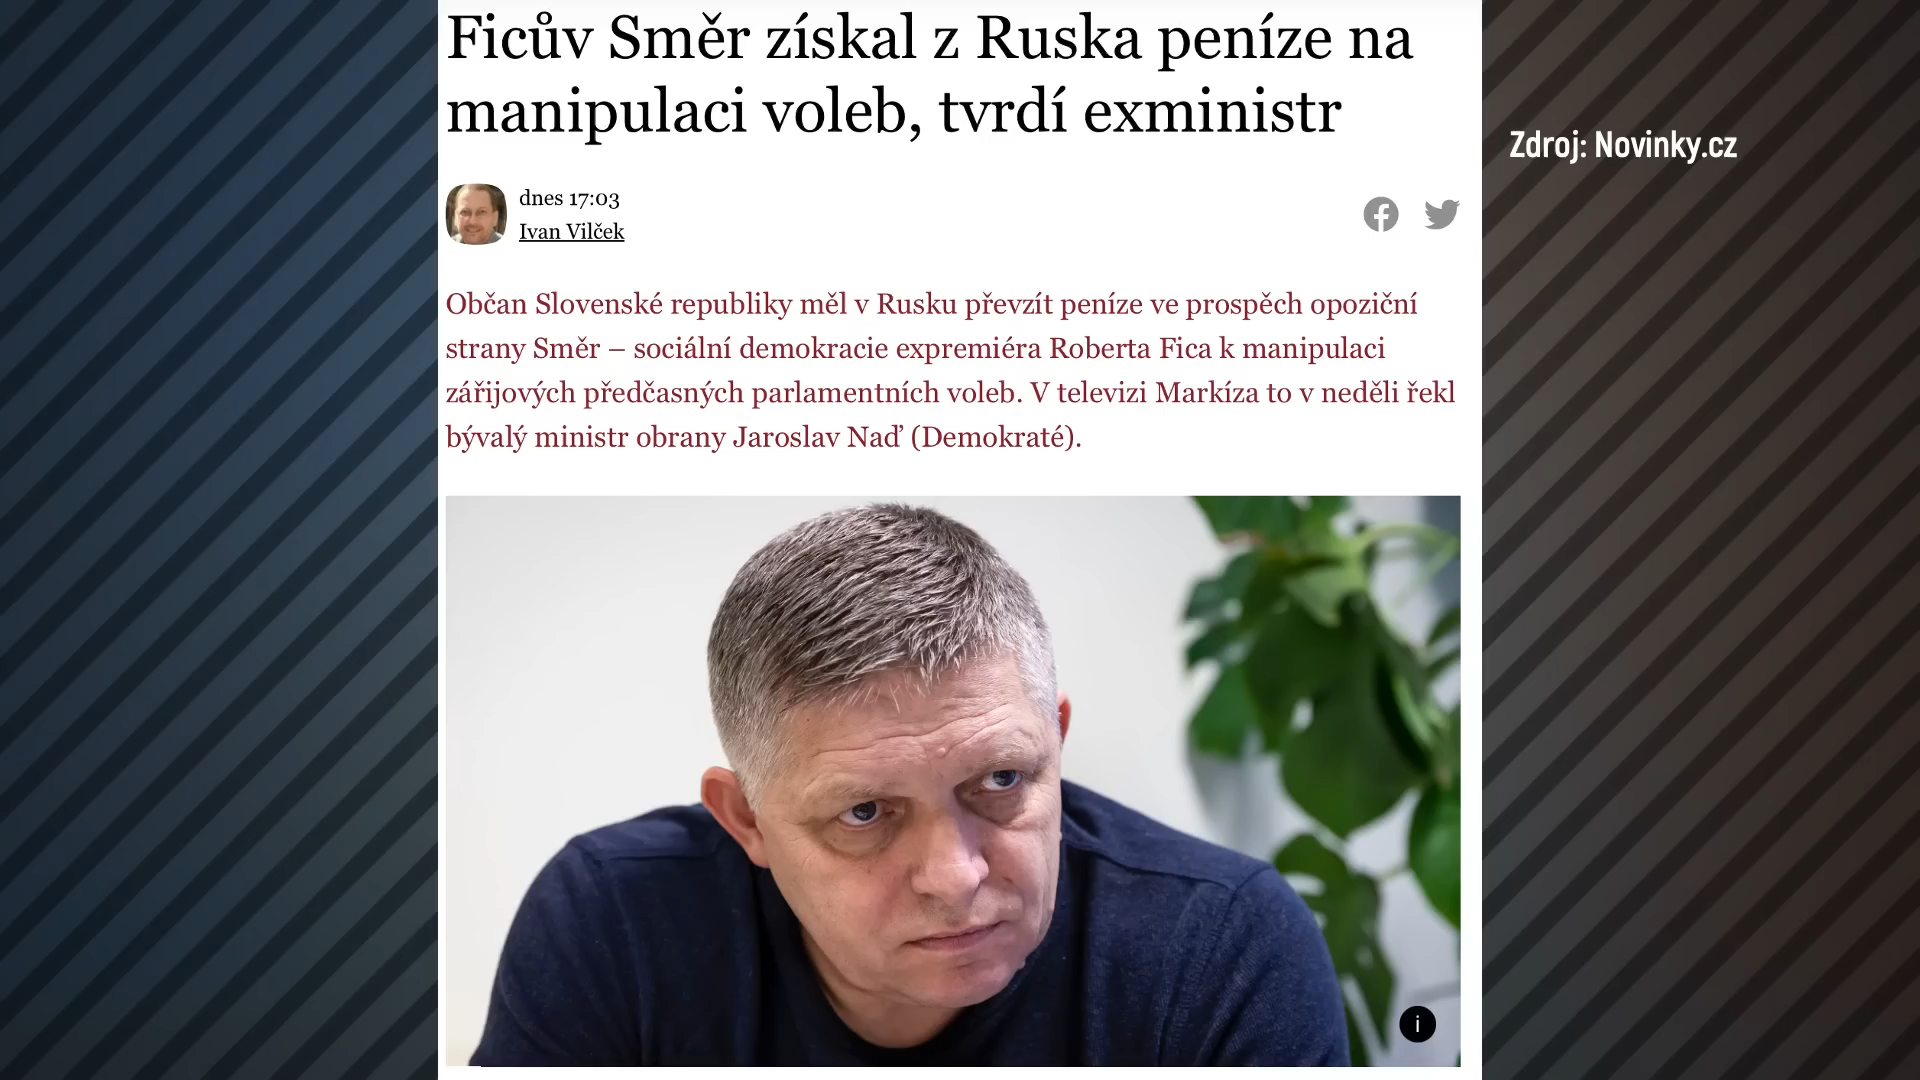 Ficův Směr získal z Ruska peníze na
manipulaci voleb, tvrdí exministr
Zdroj: Novinky.cz
dnes 17:03
Ivan Vilček
Občan Slovenské republiky měl v Rusku převzít peníze ve prospěch opoziční
strany Směr – sociální demokracie expremiéra Roberta Fica k manipulaci
zářijových předčasných parlamentních voleb. V televizi Markíza to v neděli řekl
bývalý ministr obrany Jaroslav Naď (Demokraté).
i